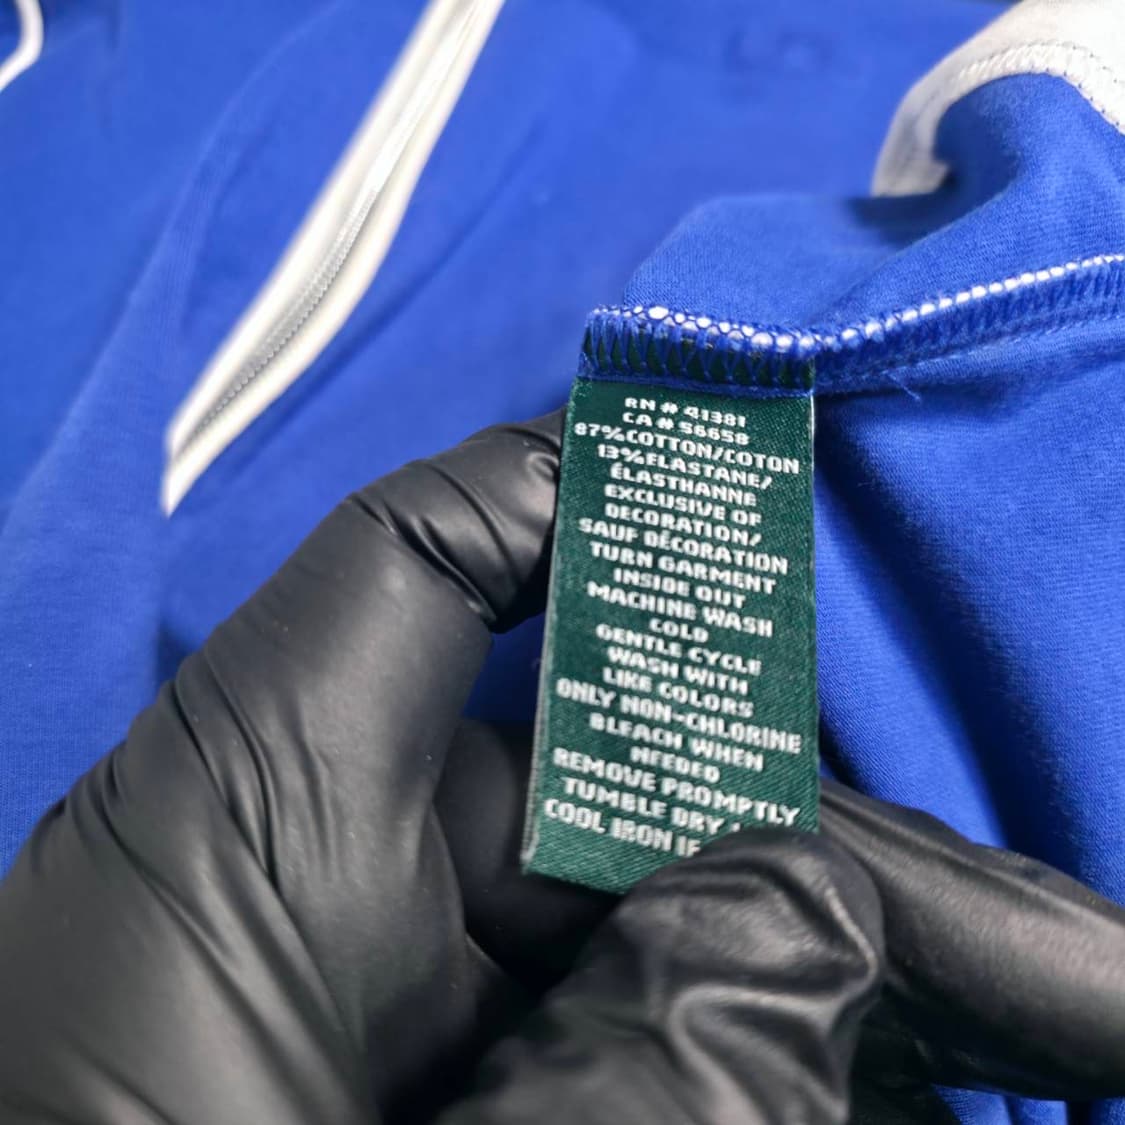 RN # 41381
CA # 56658
87%COTTON/COTON
13%ELASTANE/
ÉLASTHANNE
EXCLUSIVE OF
DECORATION/
SAUF DÉCORATION
TURN GARMENT
INSIDE OUT
MACHINE WASH
COLD
GENTLE CYCLE
WASH WITH
LIKE COLORS
ONLY NON-CHLORINE
BLEACH WHEN
NEEDED
REMOVE PROMPTLY
TUMBLE DRY
COOL IRON IF